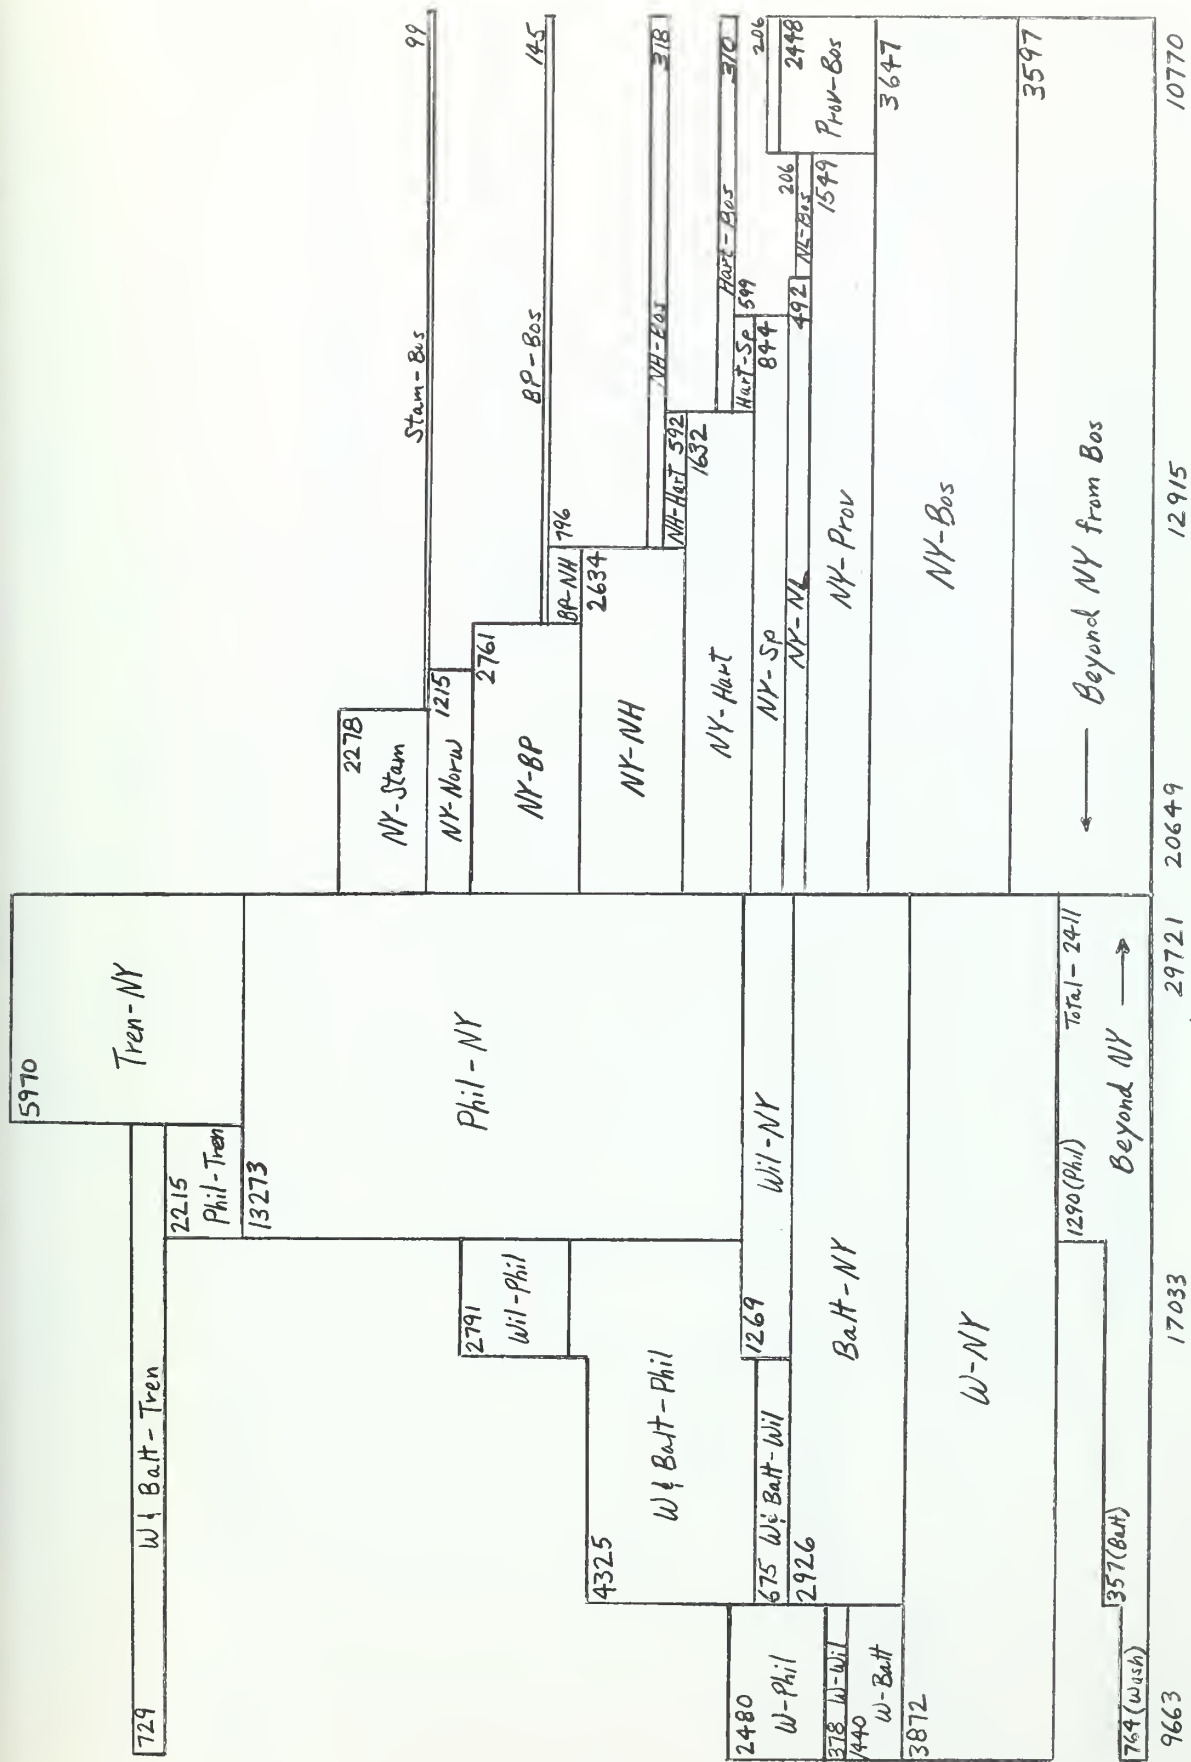 5970
Tren-NY
729
W & Balt-Tren
2215
Phil-Tren
13273
Phil-NY
2791
Wil-Phil
4325
W & Balt-Phil
1269
Wil-NY
675 W & Balt-Wil
2926
Balt-NY
2480
W-Phil
378 W-Wil
1440
W-Balt
3872
W-NY
1290 (Phil)
Total-2411
357 (Balt)
764 (Wash)
Beyond NY →
99
Stam-Bos
2278
NY-Stam
1215
NY-Norw
145
BP-Bos
2761
NY-BP
796
BP-NH
2634
NY-NH
318
NH-Bos
NH-Hart 592
1632
NY-Hart
310
Hart-Bos
Hart-Sp 599
844
NY-Sp
206
2448
Prov-Bos
206
NL-Bos
492
NY-NL
1549
NY-Prov
3647
NY-Bos
3597
← Beyond NY from Bos
9663 17033 29721 20649 12915 10770